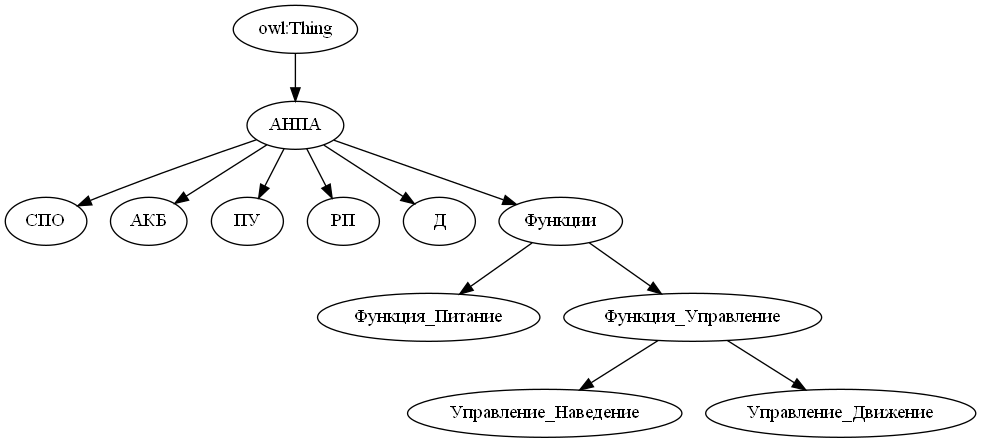 owl:Thing
АНПА
СПО
АКБ
ПУ
РП
Д
Функции
Функция_Питание
Функция_Управление
Управление_Наведение
Управление_Движение